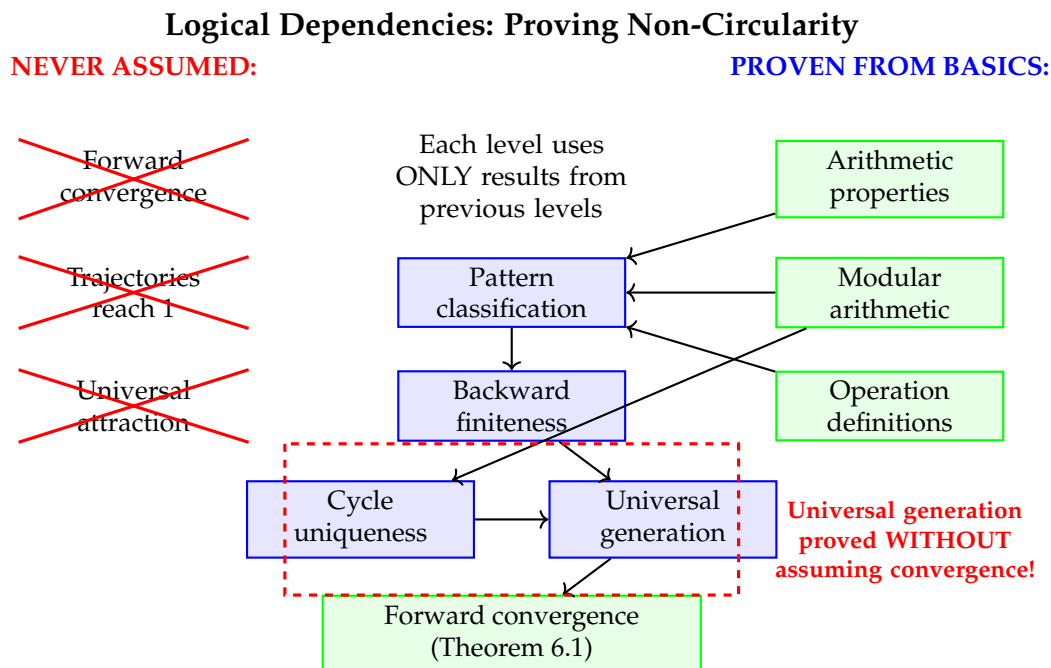 Logical Dependencies: Proving Non-Circularity
NEVER ASSUMED:
PROVEN FROM BASICS:
Forward
convergence
Each level uses
ONLY results from
previous levels
Arithmetic
properties
Trajectories
reach 1
Pattern
classification
Modular
arithmetic
Universal
attraction
Backward
finiteness
Operation
definitions
Cycle
uniqueness
Universal
generation
Universal generation
proved WITHOUT
assuming convergence!
Forward convergence
(Theorem 6.1)